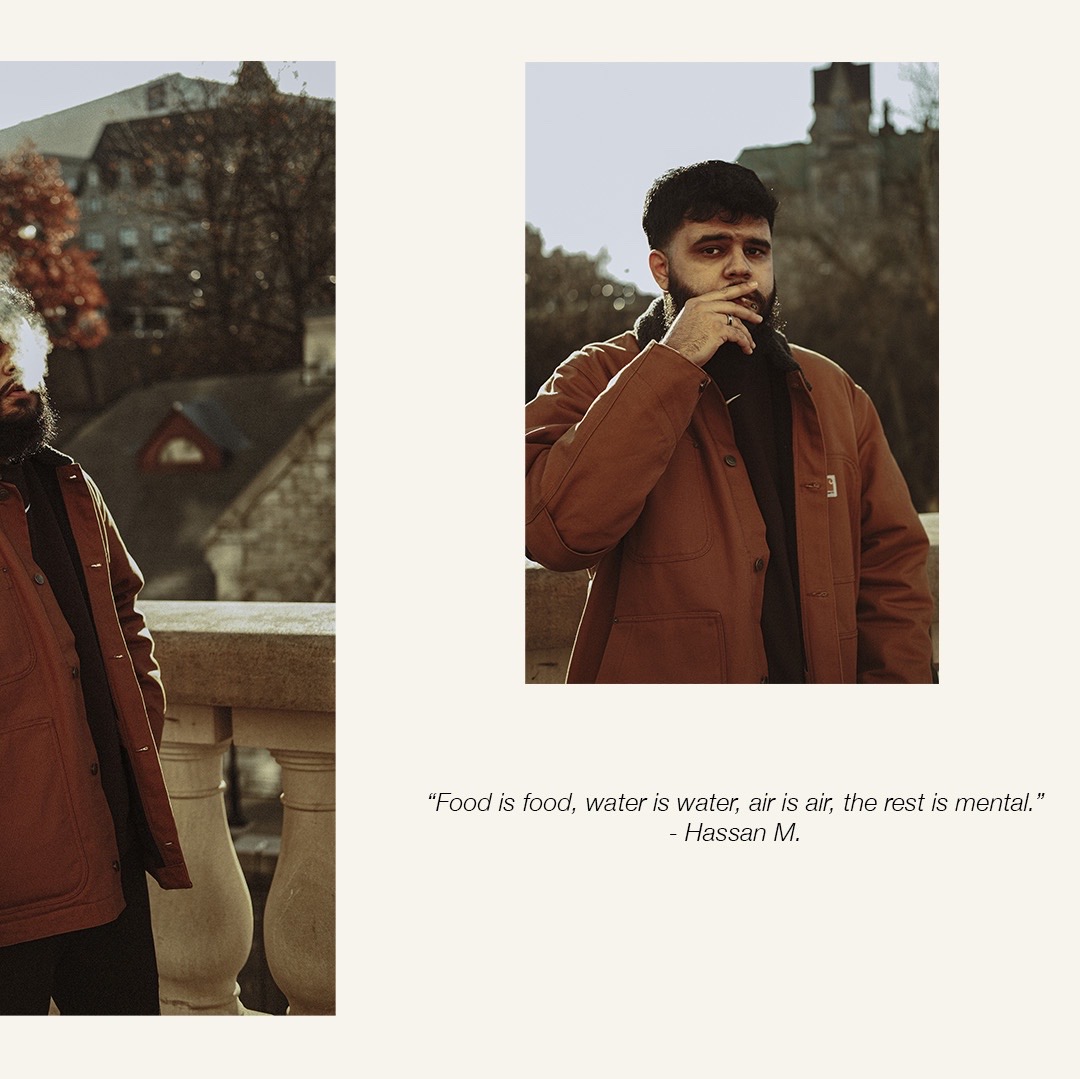 “Food is food, water is water, air is air, the rest is mental.”
- Hassan M.